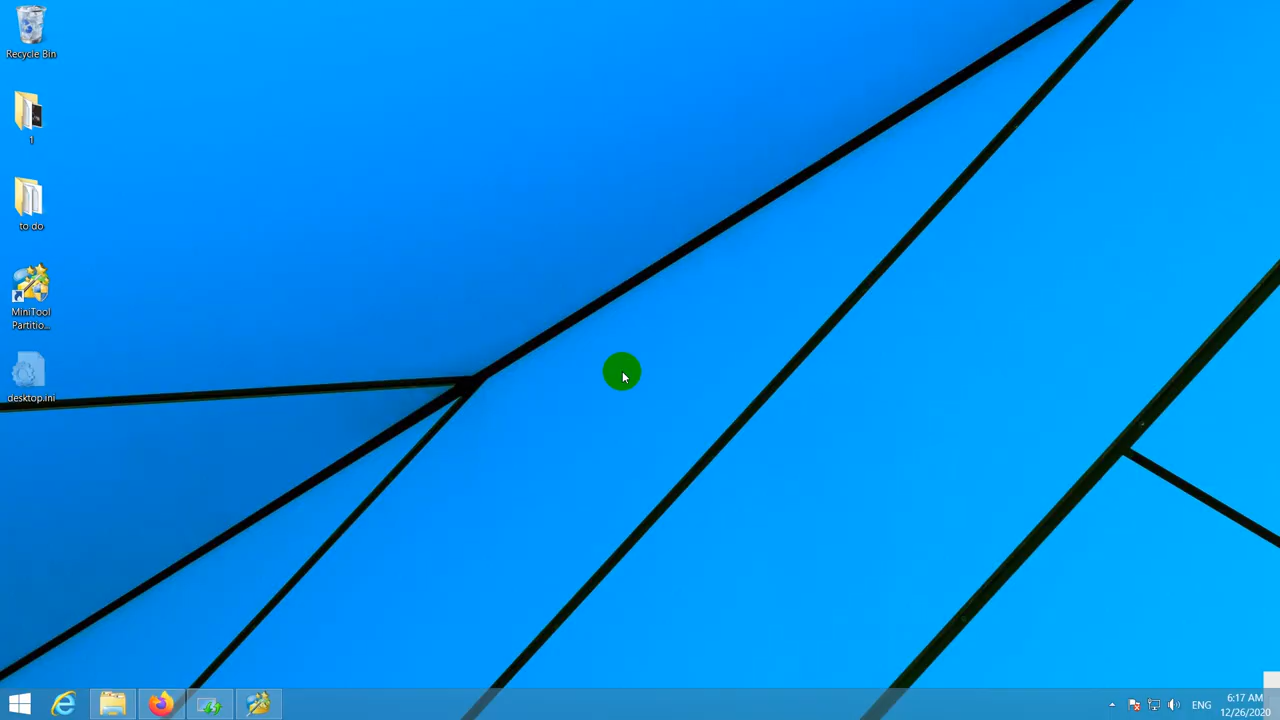 Recycle Bin
1
to do
MiniTool
Partitio...
desktop.ini
ENG
6:17 AM
12/26/2020